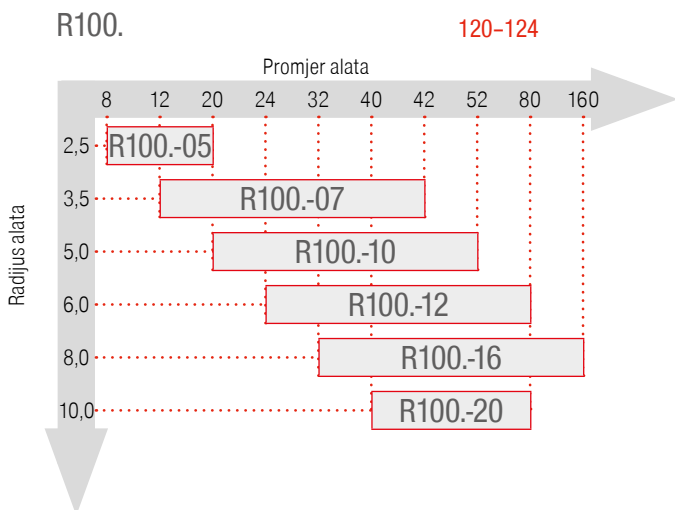 R100. 120–124
Promjer alata
8 12 20 24 32 40 42 52 80 160
Radijus alata
2,5 R100.-05
3,5 R100.-07
5,0 R100.-10
6,0 R100.-12
8,0 R100.-16
10,0 R100.-20